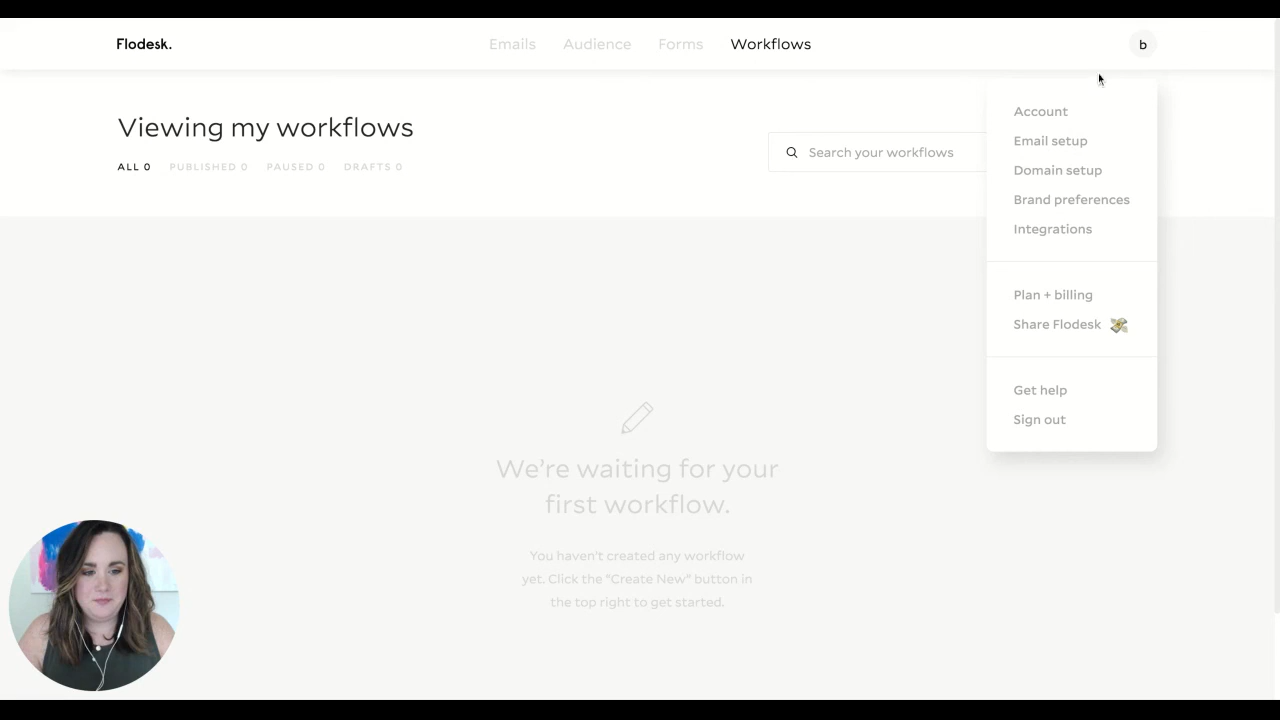 Flodesk.
Emails Audience Forms Workflows
b
Viewing my workflows
ALL 0 PUBLISHED 0 PAUSED 0 DRAFTS 0
Search your workflows
Account
Email setup
Domain setup
Brand preferences
Integrations
Plan + billing
Share Flodesk
Get help
Sign out
We're waiting for your
first workflow.
You haven't created any workflow
yet. Click the "Create New" button in
the top right to get started.